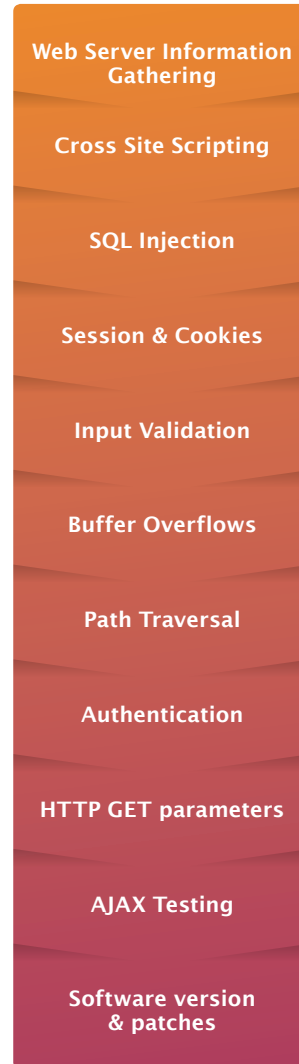 Web Server Information
Gathering
Cross Site Scripting
SQL Injection
Session & Cookies
Input Validation
Buffer Overflows
Path Traversal
Authentication
HTTP GET parameters
AJAX Testing
Software version
& patches